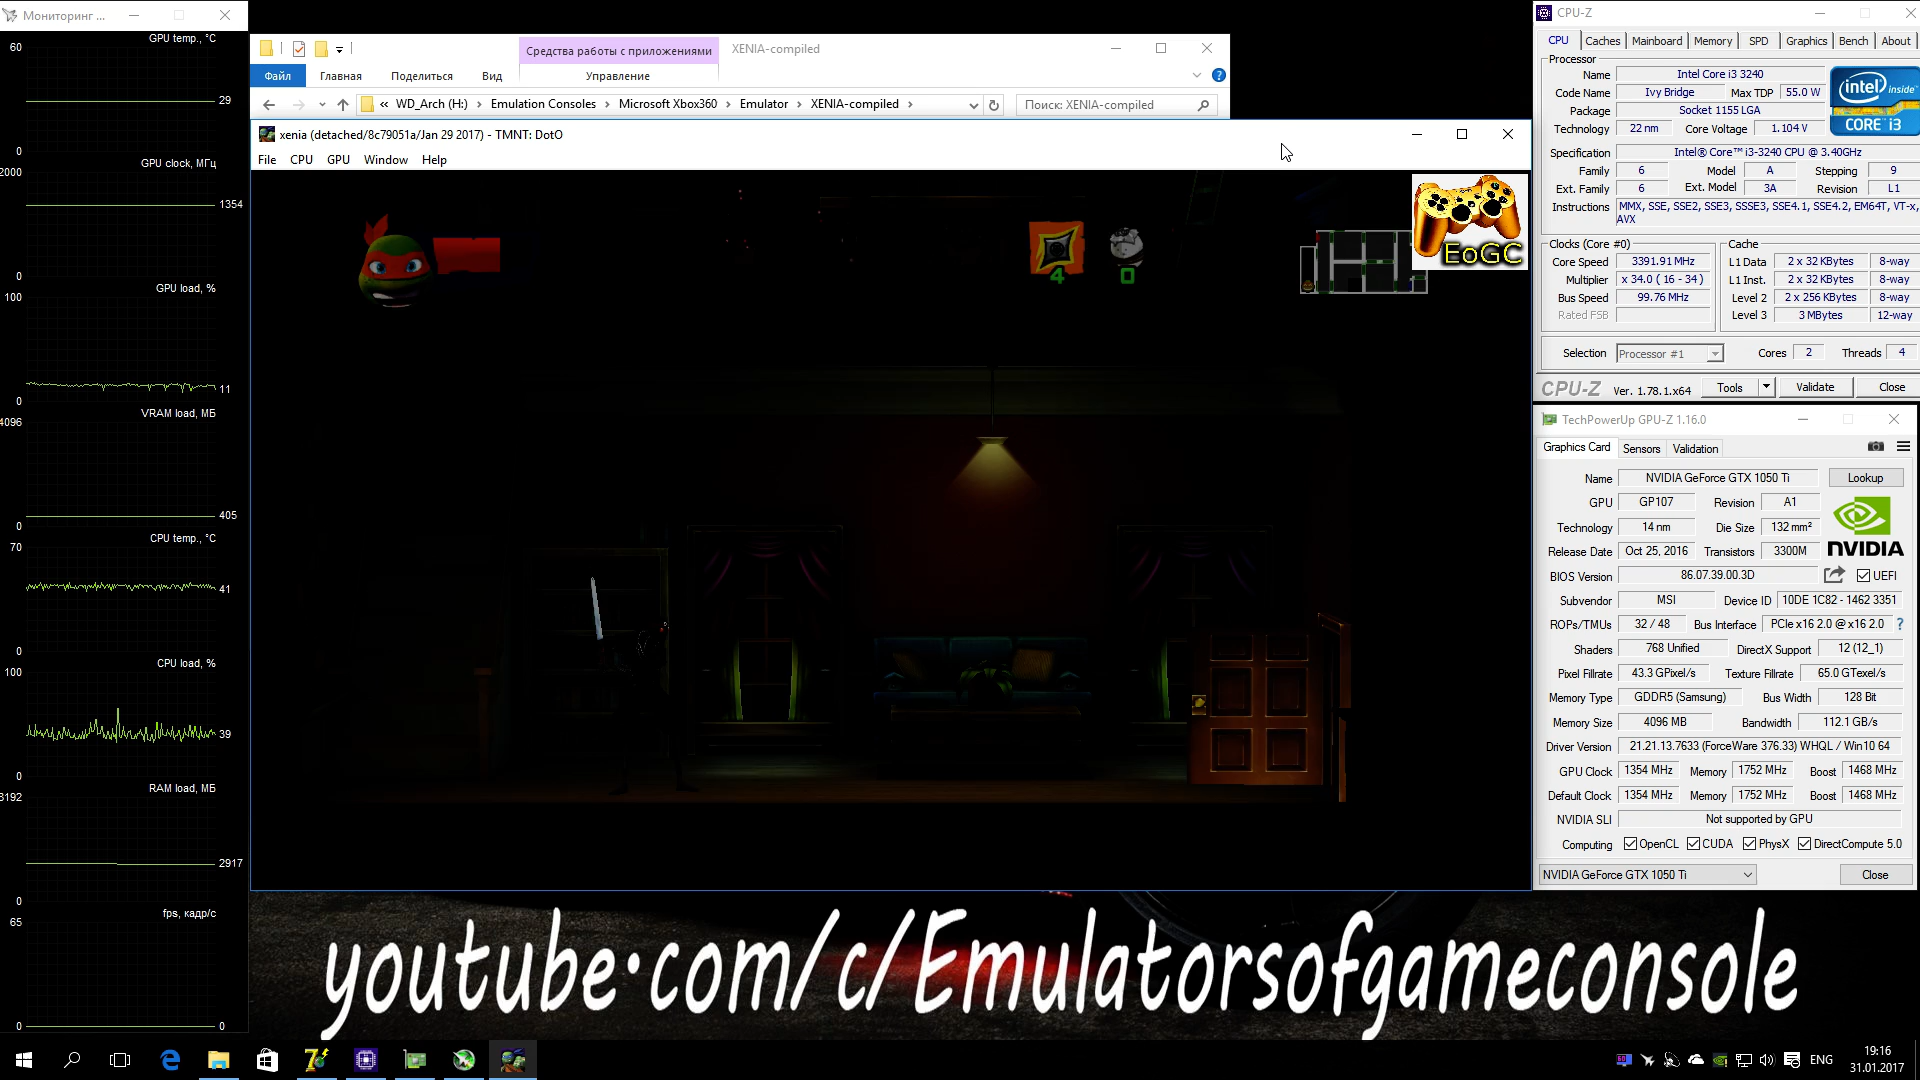 Мониторинг ...
GPU temp., °C
60
29
0
GPU clock, МГц
2000
1354
0
GPU load, %
100
11
0
VRAM load, МБ
4096
405
0
CPU temp., °C
70
41
0
CPU load, %
100
39
0
RAM load, МБ
8192
2917
0
fps, кадр/с
65
0
0
Средства работы с приложениями
XENIA-compiled
Файл
Главная
Поделиться
Вид
Управление
« WD_Arch (H:) > Emulation Consoles > Microsoft Xbox360 > Emulator > XENIA-compiled >
Поиск: XENIA-compiled
xenia (detached/8c79051a/Jan 29 2017) - TMNT: DotO
File CPU GPU Window Help
4
0
EoGC
CPU-Z
CPU Caches Mainboard Memory SPD Graphics Bench About
Processor
Name Intel Core i3 3240
Code Name Ivy Bridge Max TDP 55.0 W
Package Socket 1155 LGA
Technology 22 nm Core Voltage 1.104 V
intel inside™
CORE i3
Specification Intel® Core™ i3-3240 CPU @ 3.40GHz
Family 6 Model A Stepping 9
Ext. Family 6 Ext. Model 3A Revision L1
Instructions MMX, SSE, SSE2, SSE3, SSSE3, SSE4.1, SSE4.2, EM64T, VT-x,
AVX
Clocks (Core #0)
Core Speed 3391.91 MHz
Multiplier x 34.0 ( 16 - 34 )
Bus Speed 99.76 MHz
Rated FSB
Cache
L1 Data 2 x 32 KBytes 8-way
L1 Inst. 2 x 32 KBytes 8-way
Level 2 2 x 256 KBytes 8-way
Level 3 3 MBytes 12-way
Selection Processor #1 Cores 2 Threads 4
CPU-Z Ver. 1.78.1.x64 Tools Validate Close
TechPowerUp GPU-Z 1.16.0
Graphics Card Sensors Validation
Name NVIDIA GeForce GTX 1050 Ti Lookup
GPU GP107 Revision A1
Technology 14 nm Die Size 132 mm²
Release Date Oct 25, 2016 Transistors 3300M
NVIDIA
BIOS Version 86.07.39.00.3D UEFI
Subvendor MSI Device ID 10DE 1C82 - 1462 3351
ROPs/TMUs 32 / 48 Bus Interface PCIe x16 2.0 @ x16 2.0 ?
Shaders 768 Unified DirectX Support 12 (12_1)
Pixel Fillrate 43.3 GPixel/s Texture Fillrate 65.0 GTexel/s
Memory Type GDDR5 (Samsung) Bus Width 128 Bit
Memory Size 4096 MB Bandwidth 112.1 GB/s
Driver Version 21.21.13.7633 (ForceWare 376.33) WHQL / Win10 64
GPU Clock 1354 MHz Memory 1752 MHz Boost 1468 MHz
Default Clock 1354 MHz Memory 1752 MHz Boost 1468 MHz
NVIDIA SLI Not supported by GPU
Computing OpenCL CUDA PhysX DirectCompute 5.0
NVIDIA GeForce GTX 1050 Ti Close
youtube.com/c/Emulatorsofgameconsole
ENG
19:16
31.01.2017